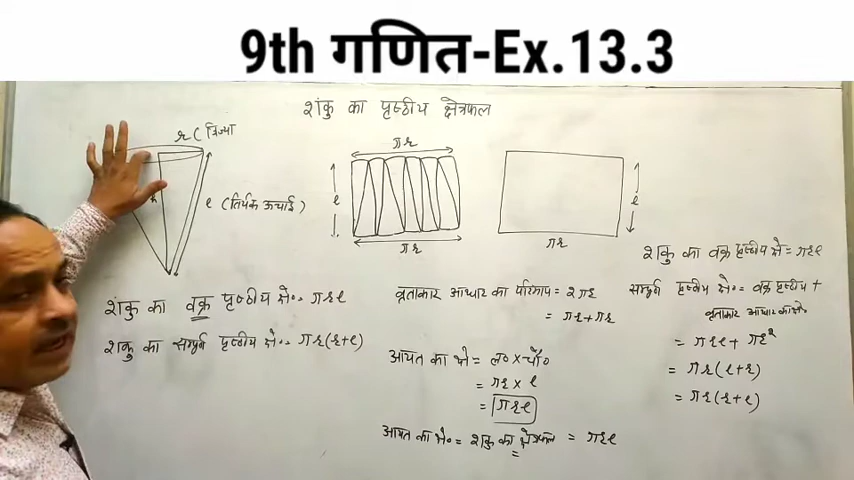 9th गणित-Ex.13.3
शंकु का पृष्ठीय क्षेत्रफल
r ( त्रिज्या
l ( तिर्यक ऊचाई )
πr
l
πr
l
πr
शंकु का वक्र पृष्ठीय क्षे०= πrl
शंकु का सम्पूर्ण पृष्ठीय क्षे०= πr(r+l)
वृताकार आधार का परिमाप = 2πr
= πr+πr
आयत का क्षे = ल० × चौ०
= πr × l
= πrl
आयत का क्षे० = शंकु का क्षेत्रफल = πrl
शंकु का वक्र पृष्ठीय क्षे० = πrl
सम्पूर्ण पृष्ठीय क्षे० = वक्र पृष्ठीय +
वृताकार आधार का क्षे०
= πrl + πr²
= πr(l+r)
= πr(r+l)